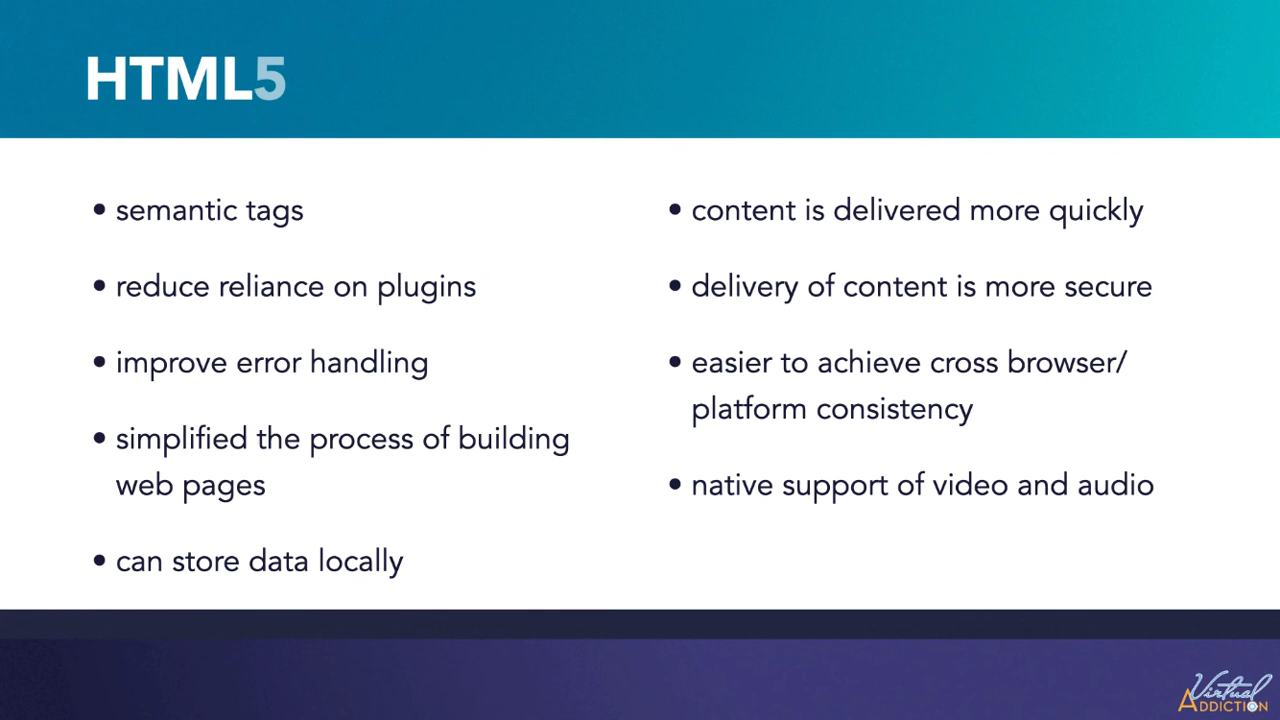 HTML5
• semantic tags
• reduce reliance on plugins
• improve error handling
• simplified the process of building
web pages
• can store data locally
• content is delivered more quickly
• delivery of content is more secure
• easier to achieve cross browser/
platform consistency
• native support of video and audio
Virtual
ADDICTION